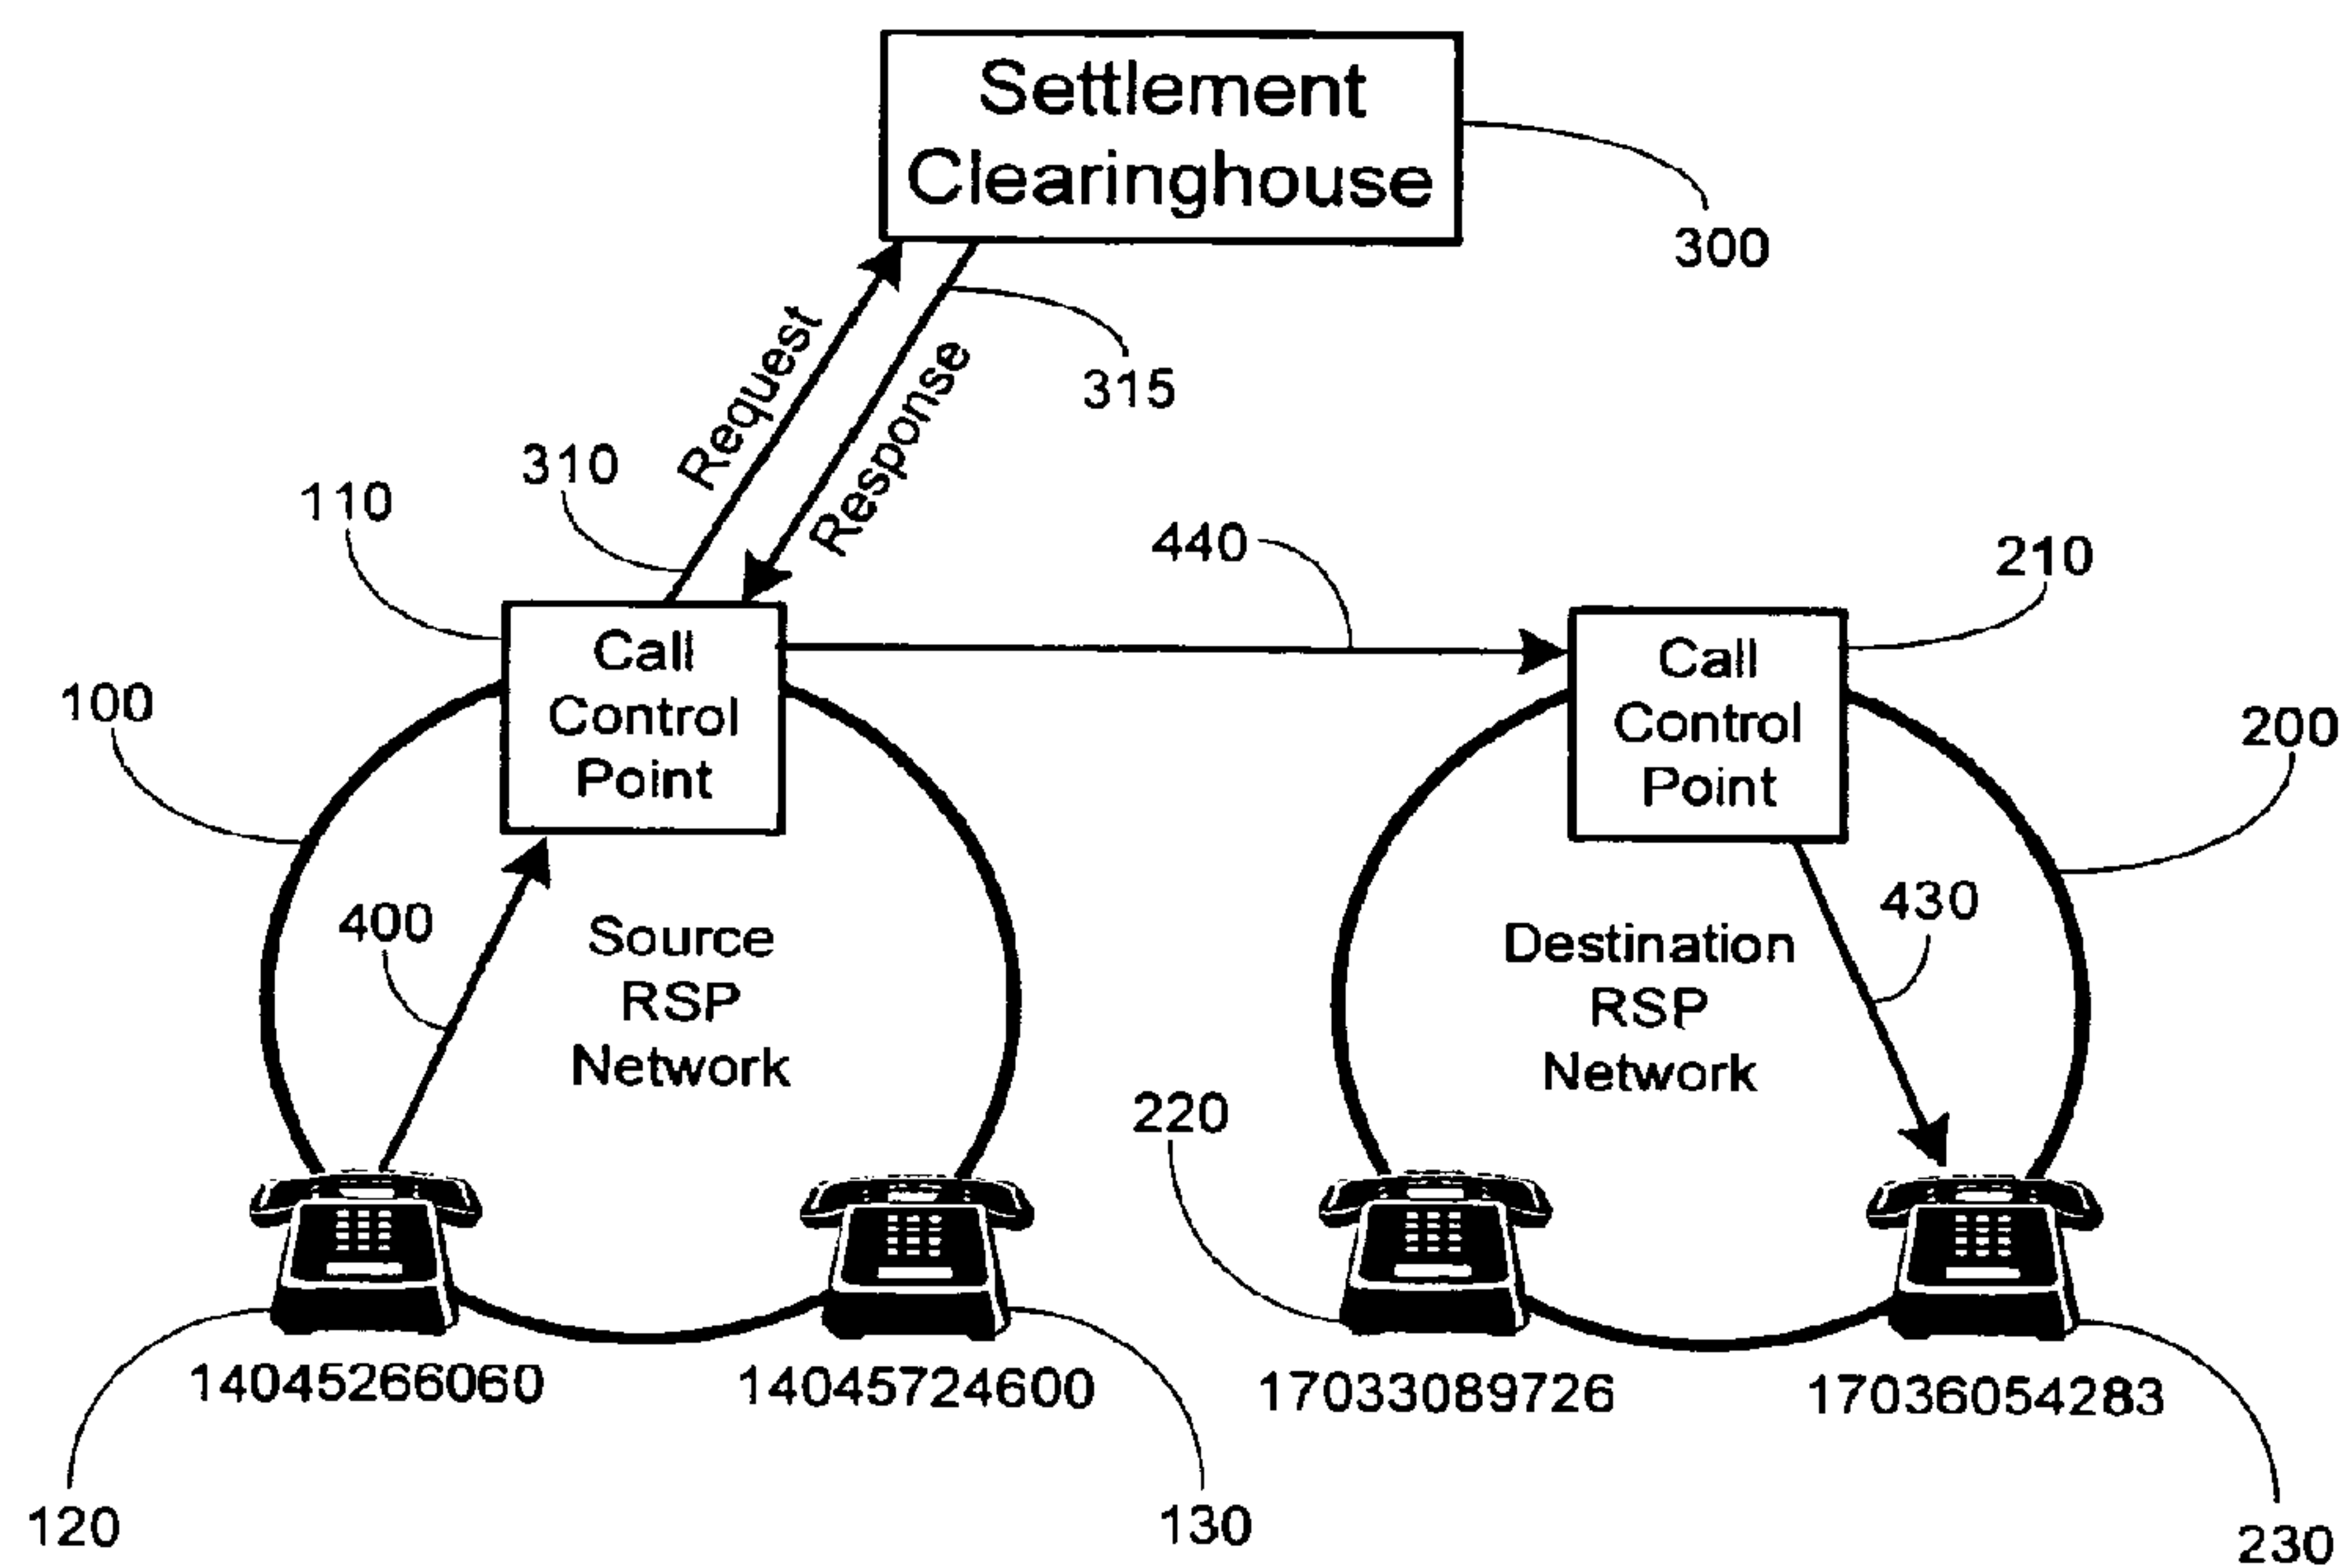 Settlement
Clearinghouse
300
Request
Response
315
310
110
440
210
Call
Control
Point
Call
Control
Point
100
200
400
Source
RSP
Network
430
Destination
RSP
Network
220
14045266060
14045724600
17033089726
17036054283
120
130
230